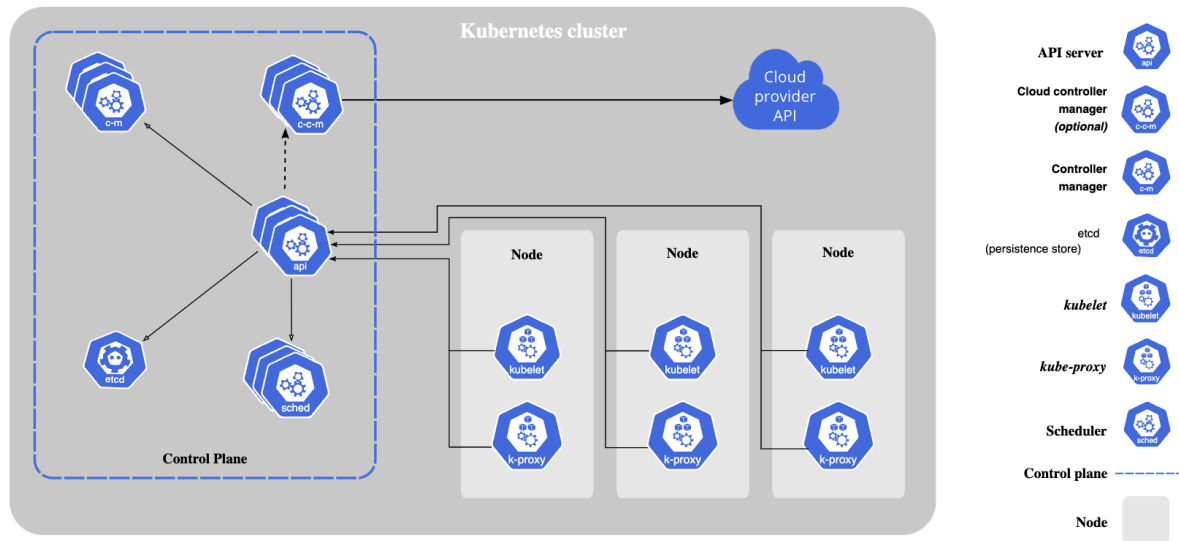 Kubernetes cluster
c-m
c-c-m
Cloud
provider
API
api
etcd
sched
Control Plane
Node
Node
Node
kubelet
kubelet
kubelet
k-proxy
k-proxy
k-proxy
API server
api
Cloud controller
manager
(optional)
c-c-m
Controller
manager
c-m
etcd
(persistence store)
etcd
kubelet
kubelet
kube-proxy
k-proxy
Scheduler
sched
Control plane
Node